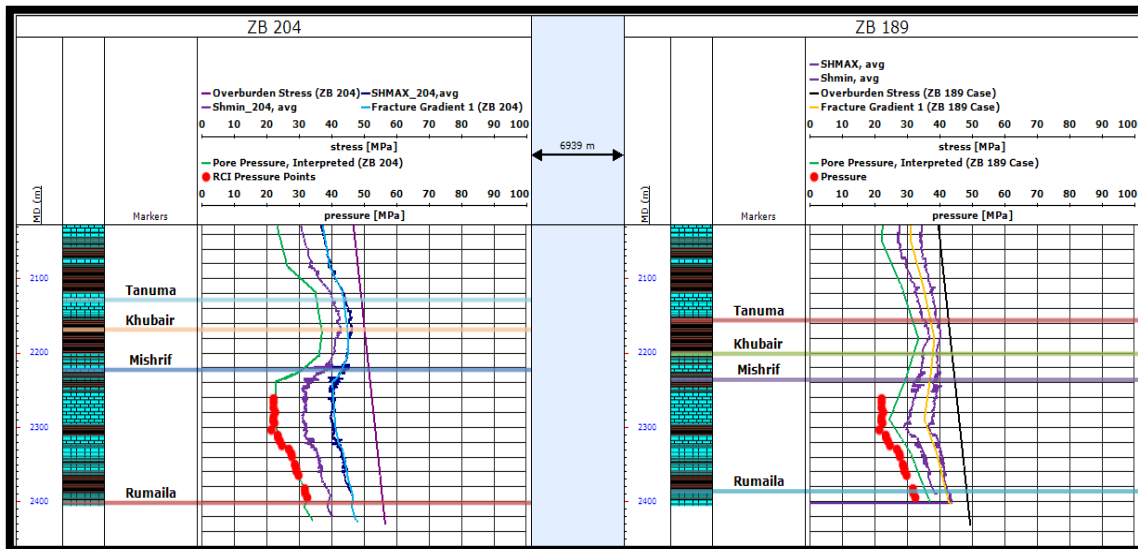 ZB 204
ZB 189
6939 m
MD (m)
Markers
Overburden Stress (ZB 204) SHMAX_204,avg
Shmin_204, avg Fracture Gradient 1 (ZB 204)
0 10 20 30 40 50 60 70 80 90 100
stress [MPa]
Pore Pressure, Interpreted (ZB 204)
RCI Pressure Points
0 10 20 30 40 50 60 70 80 90 100
pressure [MPa]
2100
Tanuma
Khubair
2200
Mishrif
2300
2400
Rumaila
MD (m)
Markers
SHMAX, avg
Shmin, avg
Overburden Stress (ZB 189 Case)
Fracture Gradient 1 (ZB 189 Case)
0 10 20 30 40 50 60 70 80 90 100
stress [MPa]
Pore Pressure, Interpreted (ZB 189 Case)
Pressure
0 10 20 30 40 50 60 70 80 90 100
pressure [MPa]
2100
Tanuma
2200
Khubair
Mishrif
2300
Rumaila
2400